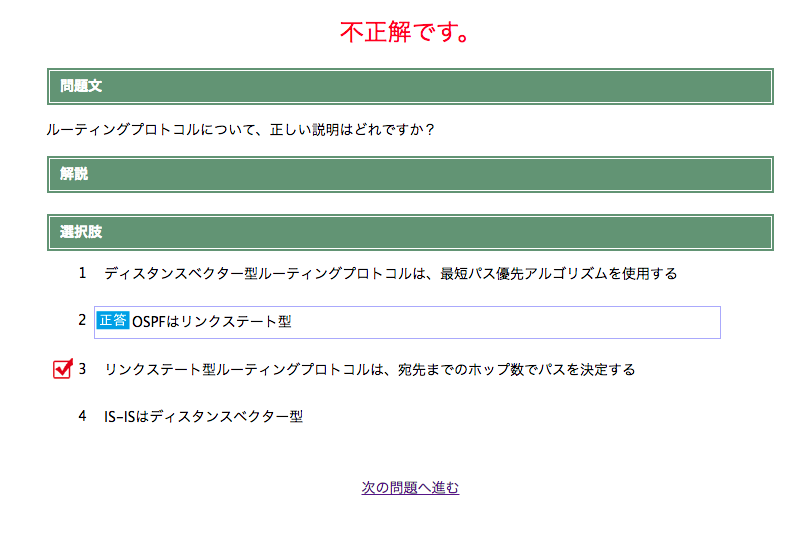 不正解です。
問題文
ルーティングプロトコルについて、正しい説明はどれですか？
解説
選択肢
1 ディスタンスベクター型ルーティングプロトコルは、最短パス優先アルゴリズムを使用する
2 正答 OSPFはリンクステート型
3 リンクステート型ルーティングプロトコルは、宛先までのホップ数でパスを決定する
4 IS-ISはディスタンスベクター型
次の問題へ進む